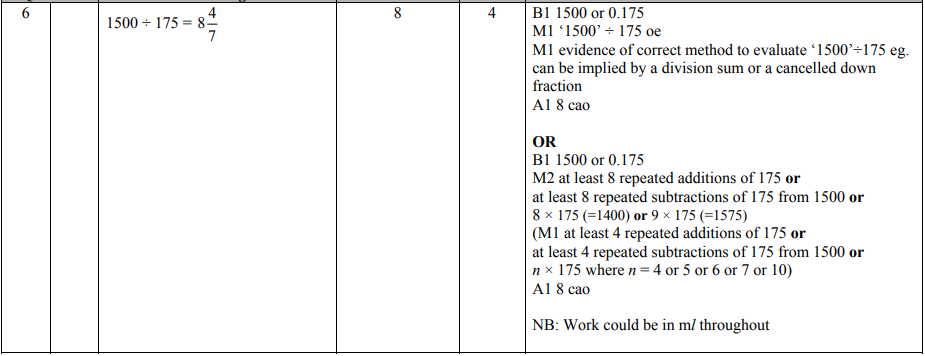 6
1500 ÷ 175 = 8 4/7
8
4
B1 1500 or 0.175
M1 ‘1500’ ÷ 175 oe
M1 evidence of correct method to evaluate ‘1500’÷175 eg.
can be implied by a division sum or a cancelled down
fraction
A1 8 cao
OR
B1 1500 or 0.175
M2 at least 8 repeated additions of 175 or
at least 8 repeated subtractions of 175 from 1500 or
8 × 175 (=1400) or 9 × 175 (=1575)
(M1 at least 4 repeated additions of 175 or
at least 4 repeated subtractions of 175 from 1500 or
n × 175 where n = 4 or 5 or 6 or 7 or 10)
A1 8 cao
NB: Work could be in ml throughout